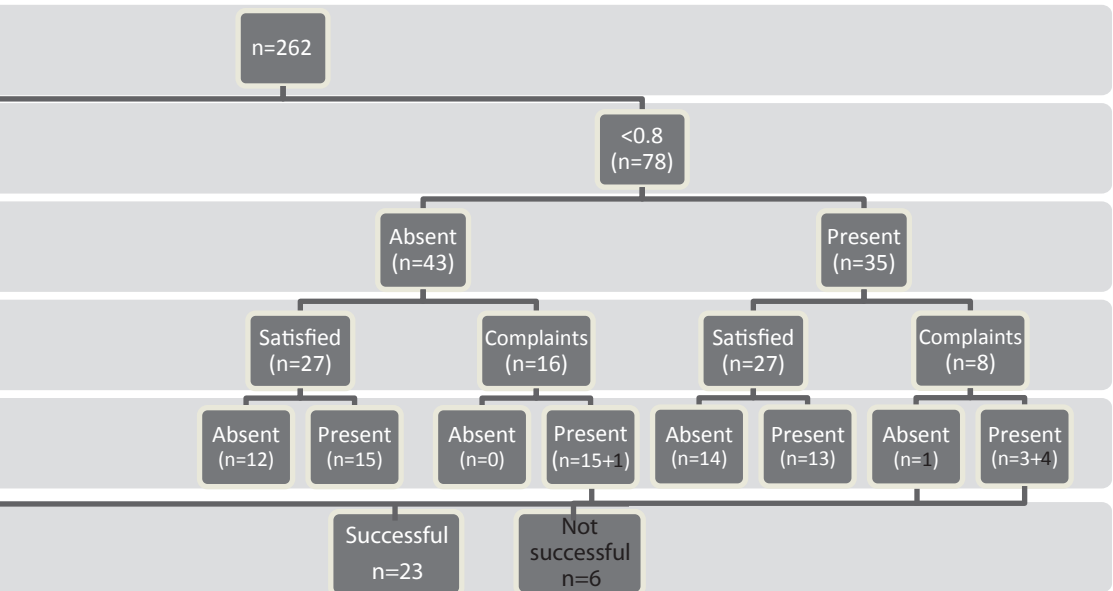 n=262
<0.8
(n=78)
Absent
(n=43)
Present
(n=35)
Satisfied
(n=27)
Complaints
(n=16)
Satisfied
(n=27)
Complaints
(n=8)
Absent
(n=12)
Present
(n=15)
Absent
(n=0)
Present
(n=15+1)
Absent
(n=14)
Present
(n=13)
Absent
(n=1)
Present
(n=3+4)
Successful
n=23
Not
successful
n=6